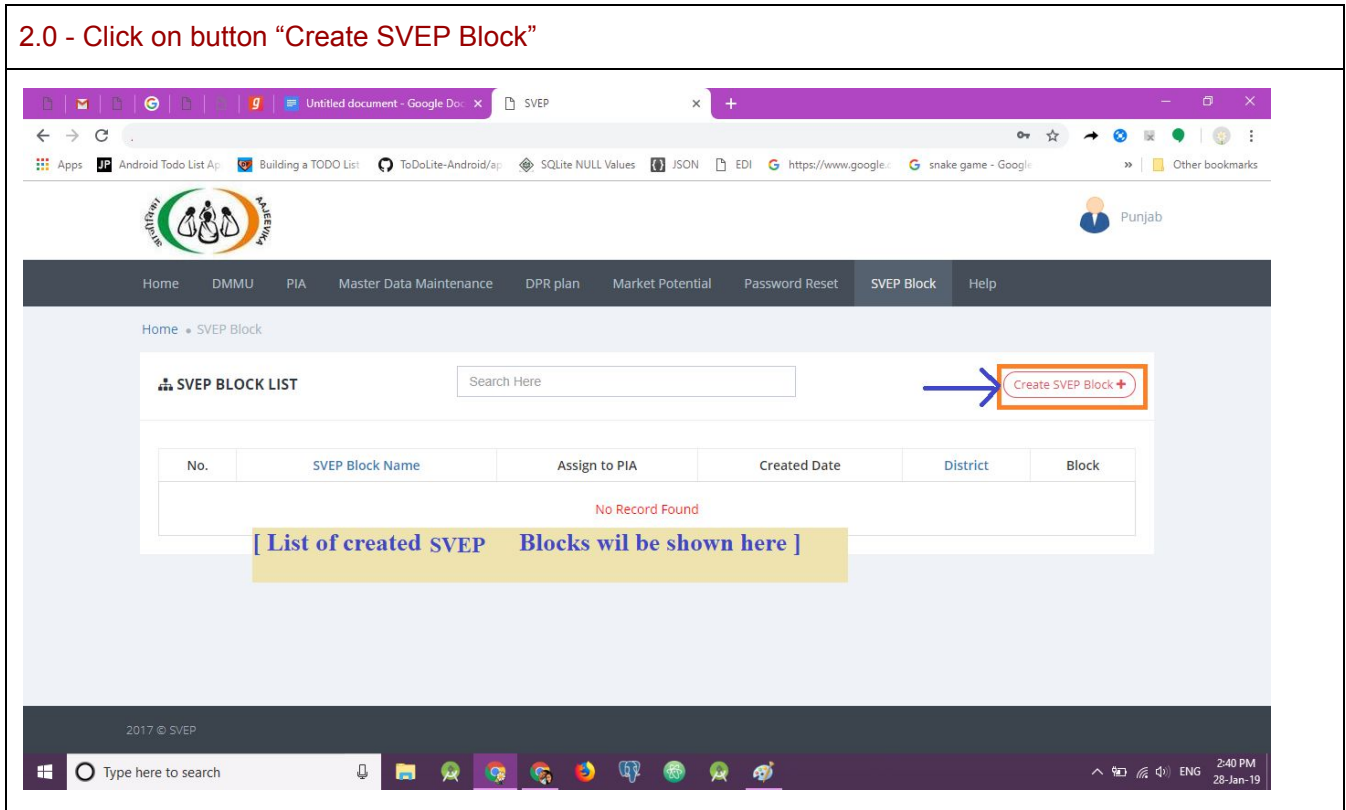 2.0 - Click on button “Create SVEP Block”
Untitled document - Google Doc
SVEP
Apps
Android Todo List Ap
Building a TODO List
ToDoLite-Android/ap
SQLite NULL Values
JSON
EDI
https://www.google.c
snake game - Google
Other bookmarks
आजीविका
AAJEEVIKA
Punjab
Home DMMU PIA Master Data Maintenance DPR plan Market Potential Password Reset SVEP Block Help
Home • SVEP Block
SVEP BLOCK LIST
Search Here
Create SVEP Block +
No. SVEP Block Name Assign to PIA Created Date District Block
No Record Found
[ List of created SVEP Blocks wil be shown here ]
2017 © SVEP
Type here to search
ENG
2:40 PM
28-Jan-19